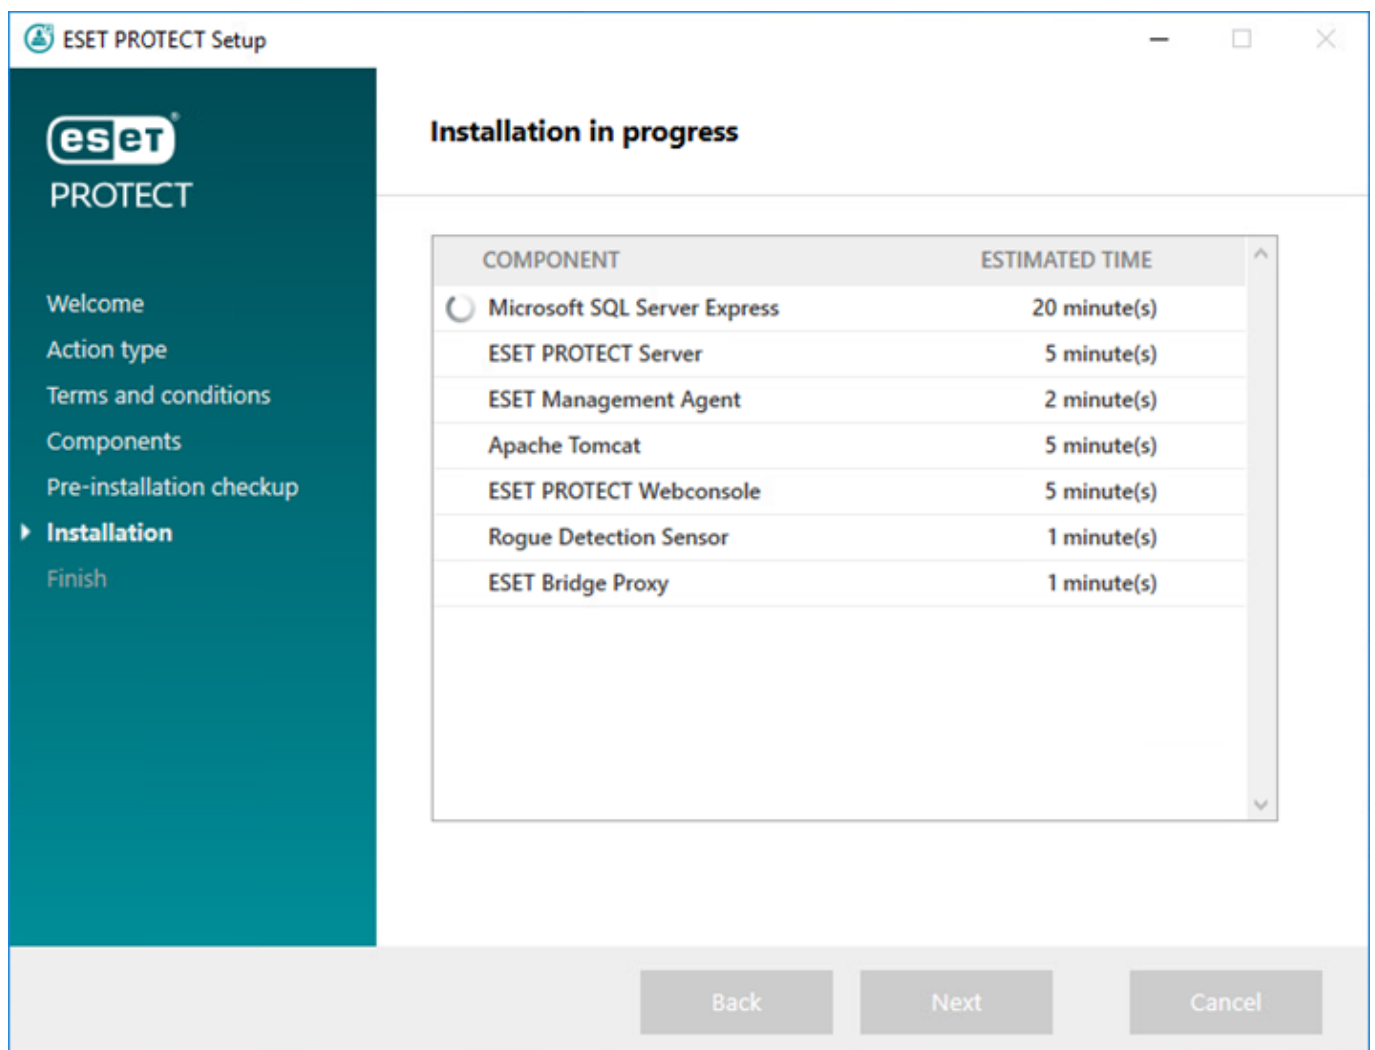 ESET PROTECT Setup
eseT®
PROTECT
Welcome
Action type
Terms and conditions
Components
Pre-installation checkup
Installation
Finish
Installation in progress
COMPONENT ESTIMATED TIME
Microsoft SQL Server Express 20 minute(s)
ESET PROTECT Server 5 minute(s)
ESET Management Agent 2 minute(s)
Apache Tomcat 5 minute(s)
ESET PROTECT Webconsole 5 minute(s)
Rogue Detection Sensor 1 minute(s)
ESET Bridge Proxy 1 minute(s)
Back Next Cancel